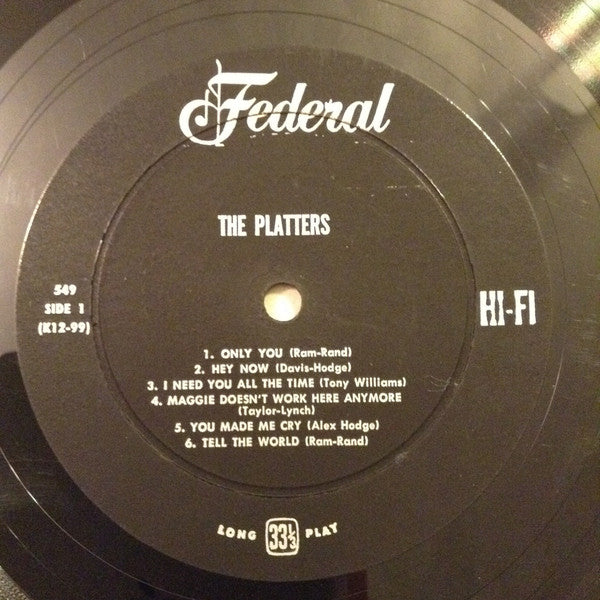 Federal
THE PLATTERS
549
SIDE 1
(K12-99)
HI-FI
1. ONLY YOU (Ram-Rand)
2. HEY NOW (Davis-Hodge)
3. I NEED YOU ALL THE TIME (Tony Williams)
4. MAGGIE DOESN'T WORK HERE ANYMORE
(Taylor-Lynch)
5. YOU MADE ME CRY (Alex Hodge)
6. TELL THE WORLD (Ram-Rand)
LONG 33⅓ PLAY